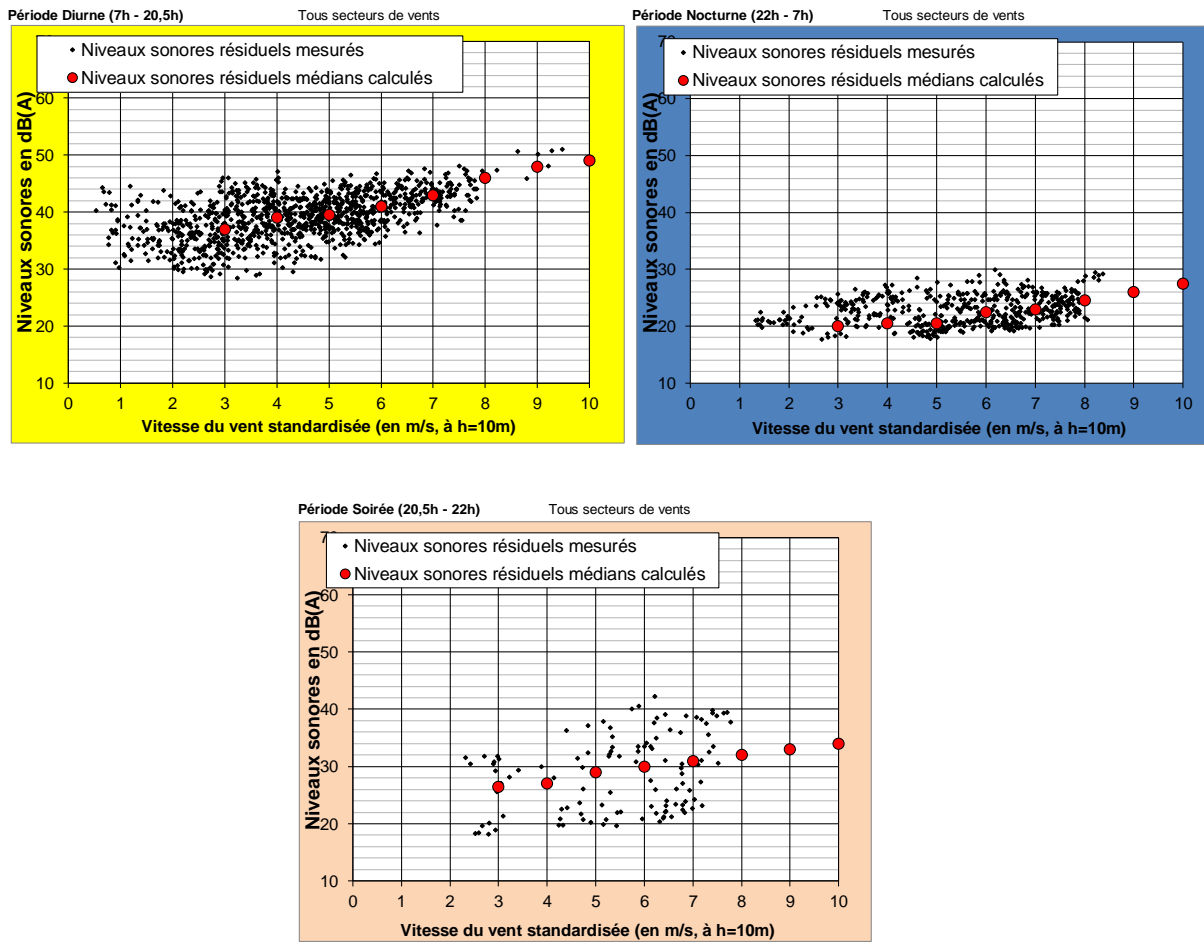 Période Diurne (7h - 20,5h) Tous secteurs de vents
Niveaux sonores résiduels mesurés
Niveaux sonores résiduels médians calculés
Niveaux sonores en dB(A)
60
50
40
30
20
10
0 1 2 3 4 5 6 7 8 9 10
Vitesse du vent standardisée (en m/s, à h=10m)
Période Nocturne (22h - 7h) Tous secteurs de vents
Niveaux sonores résiduels mesurés
Niveaux sonores résiduels médians calculés
Niveaux sonores en dB(A)
60
50
40
30
20
10
0 1 2 3 4 5 6 7 8 9 10
Vitesse du vent standardisée (en m/s, à h=10m)
Période Soirée (20,5h - 22h) Tous secteurs de vents
Niveaux sonores résiduels mesurés
Niveaux sonores résiduels médians calculés
Niveaux sonores en dB(A)
60
50
40
30
20
10
0 1 2 3 4 5 6 7 8 9 10
Vitesse du vent standardisée (en m/s, à h=10m)